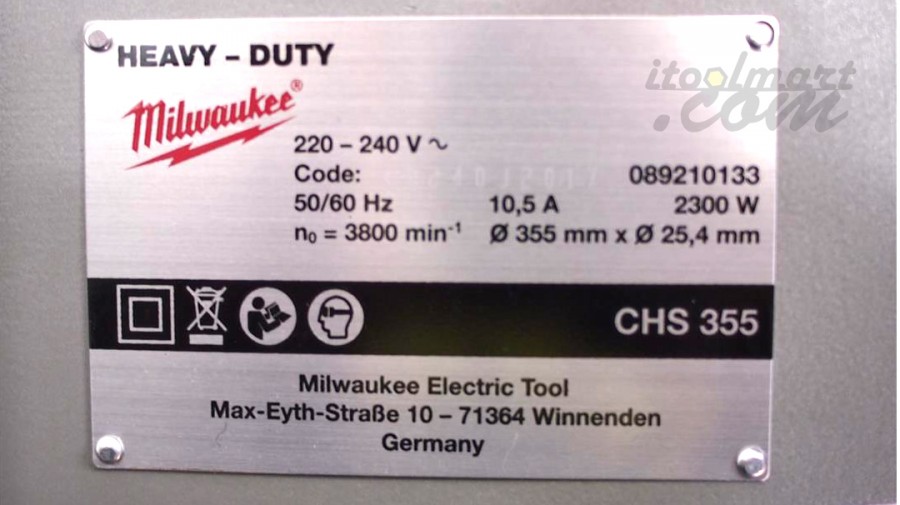 HEAVY – DUTY
itoolmart
.com
Milwaukee®
220 – 240 V ~
Code: 089210133
50/60 Hz 10,5 A 2300 W
n₀ = 3800 min⁻¹ Ø 355 mm x Ø 25,4 mm
CHS 355
Milwaukee Electric Tool
Max-Eyth-Straße 10 – 71364 Winnenden
Germany